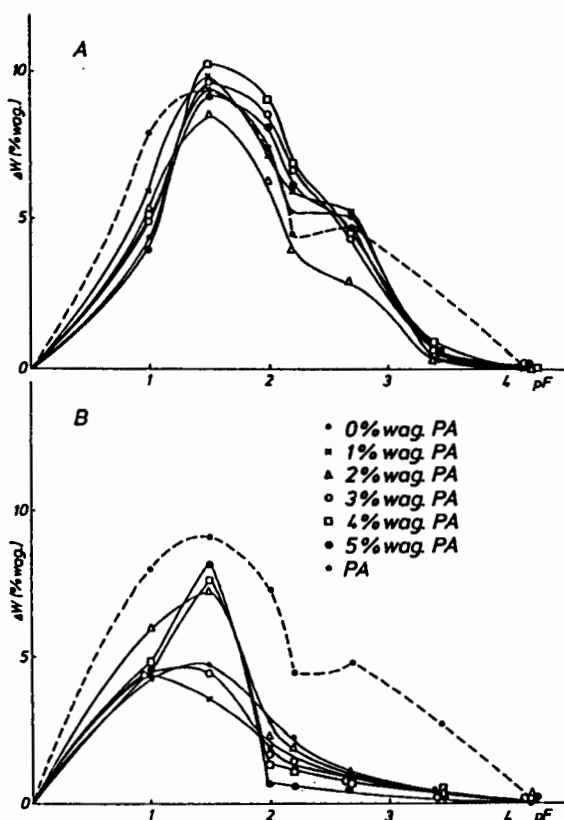 A
10
ΔW (% wag.)
5
0
1
2
3
4
pF
B
0% wag. PA
1% wag. PA
2% wag. PA
3% wag. PA
4% wag. PA
5% wag. PA
PA
10
ΔW (% wag.)
5
0
1
2
3
4
pF